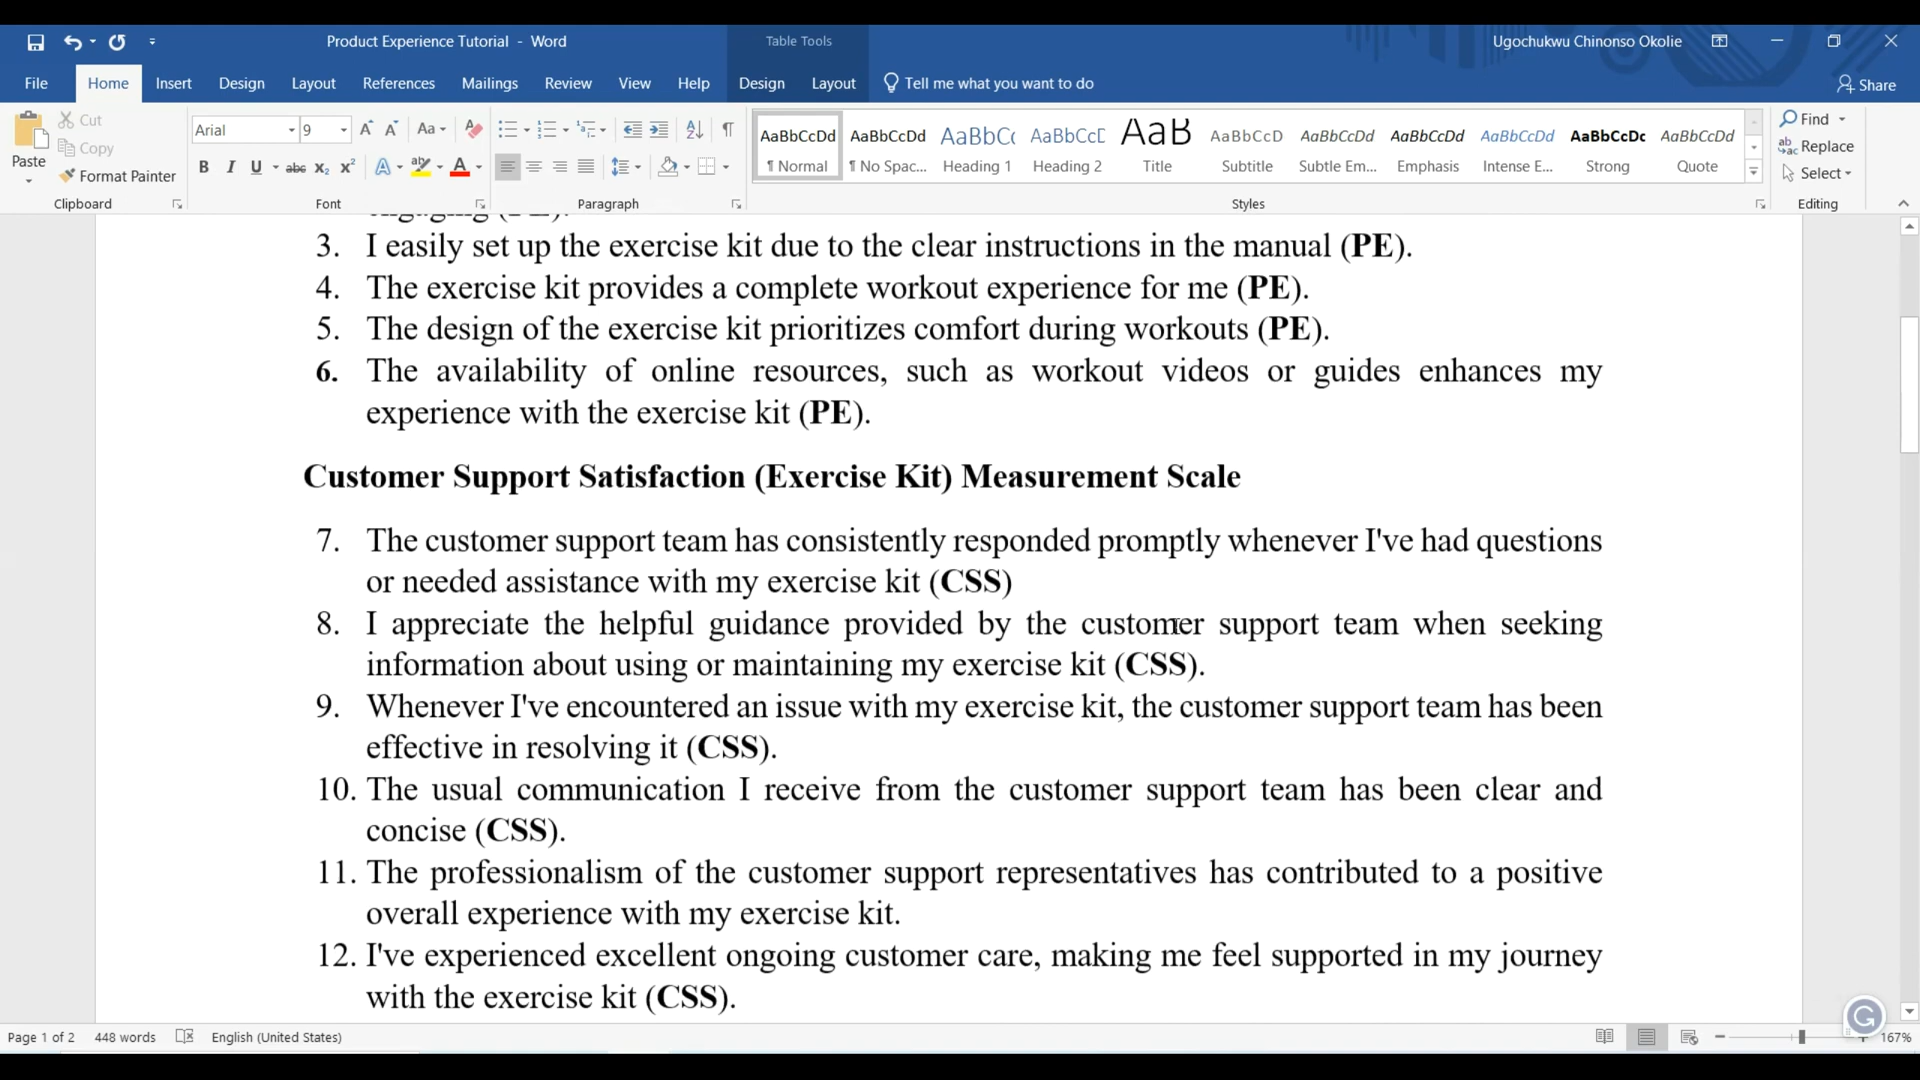 Product Experience Tutorial - Word
Table Tools
Ugochukwu Chinonso Okolie
File Home Insert Design Layout References Mailings Review View Help Design Layout Tell me what you want to do Share
Paste
Cut
Copy
Format Painter
Clipboard
Arial 9
Font
Paragraph
AaBbCcDd AaBbCcDd AaBbC( AaBbCcE AaB AaBbCcD AaBbCcDd AaBbCcDd AaBbCcDd AaBbCcDc AaBbCcDd
¶ Normal ¶ No Spac... Heading 1 Heading 2 Title Subtitle Subtle Em... Emphasis Intense E... Strong Quote
Styles
Find
Replace
Select
Editing
3. I easily set up the exercise kit due to the clear instructions in the manual (PE).
4. The exercise kit provides a complete workout experience for me (PE).
5. The design of the exercise kit prioritizes comfort during workouts (PE).
6. The availability of online resources, such as workout videos or guides enhances my
experience with the exercise kit (PE).
Customer Support Satisfaction (Exercise Kit) Measurement Scale
7. The customer support team has consistently responded promptly whenever I've had questions
or needed assistance with my exercise kit (CSS)
8. I appreciate the helpful guidance provided by the customer support team when seeking
information about using or maintaining my exercise kit (CSS).
9. Whenever I've encountered an issue with my exercise kit, the customer support team has been
effective in resolving it (CSS).
10. The usual communication I receive from the customer support team has been clear and
concise (CSS).
11. The professionalism of the customer support representatives has contributed to a positive
overall experience with my exercise kit.
12. I've experienced excellent ongoing customer care, making me feel supported in my journey
with the exercise kit (CSS).
Page 1 of 2 448 words English (United States) 167%